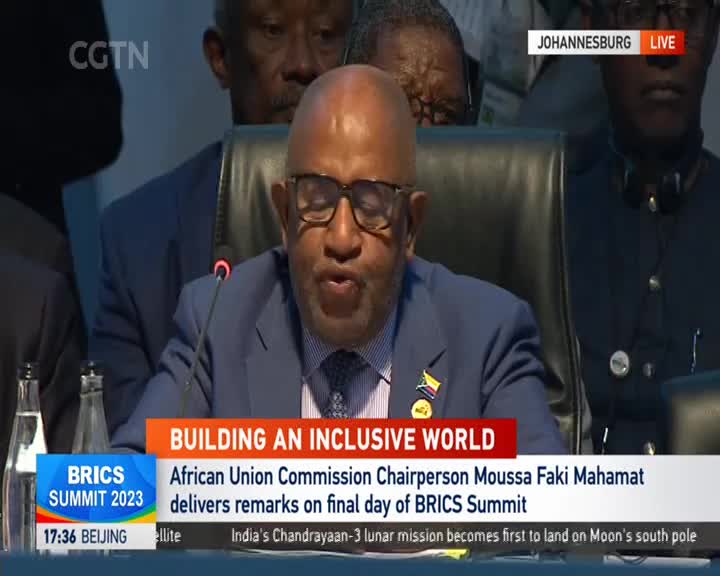 CGTN
JOHANNESBURG LIVE
BUILDING AN INCLUSIVE WORLD
BRICS
SUMMIT 2023
African Union Commission Chairperson Moussa Faki Mahamat
delivers remarks on final day of BRICS Summit
17:36 BEIJING
ellite India's Chandrayaan-3 lunar mission becomes first to land on Moon's south pole